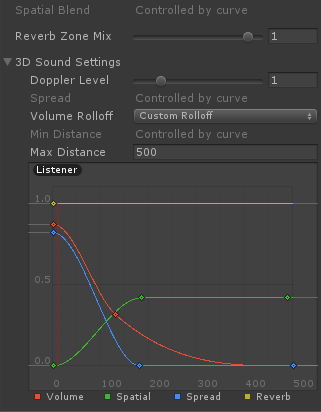 Spatial Blend Controlled by curve
Reverb Zone Mix 1
3D Sound Settings
Doppler Level 1
Spread Controlled by curve
Volume Rolloff Custom Rolloff
Min Distance Controlled by curve
Max Distance 500
Listener
1.0
0.5
0.0
0 100 200 300 400 500
Volume Spatial Spread Reverb